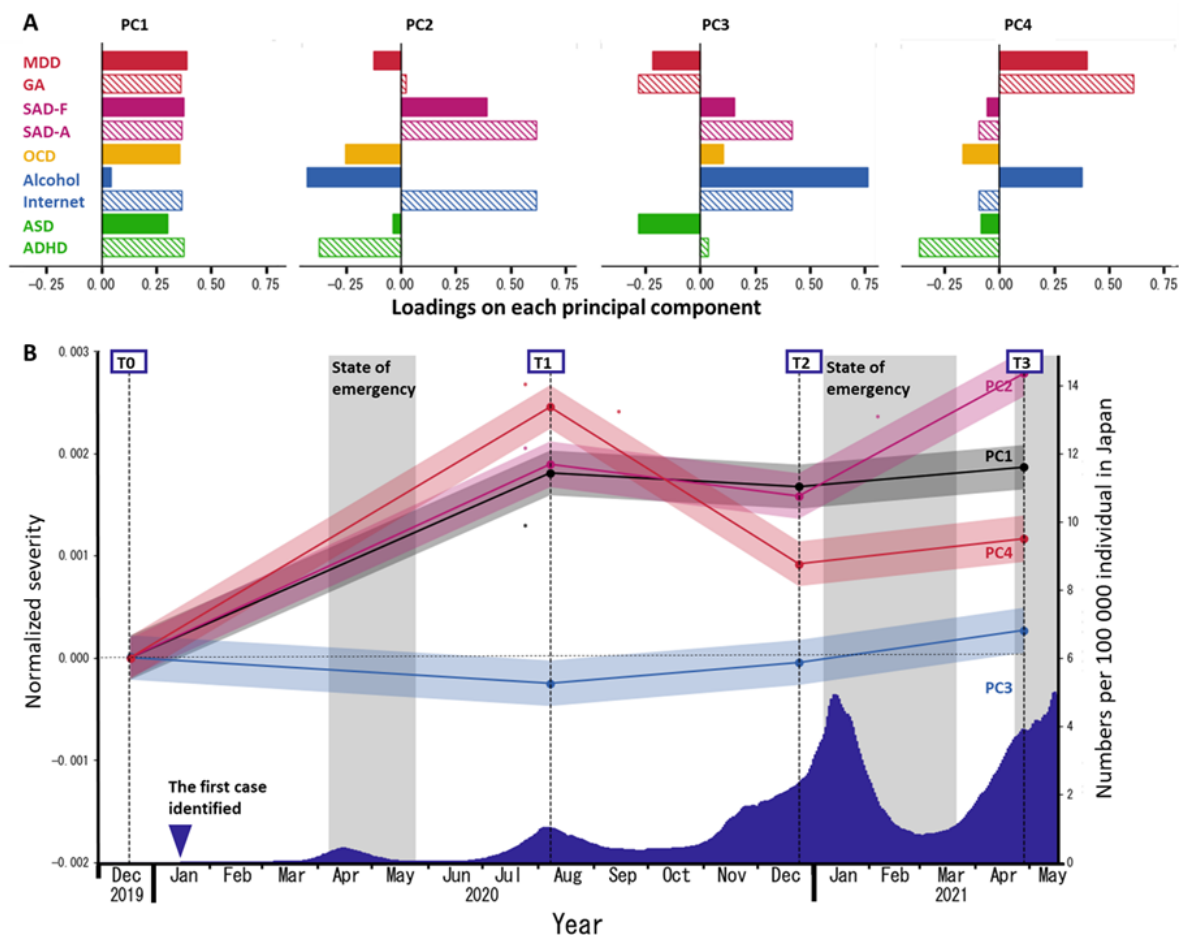 A
PC1
PC2
PC3
PC4
MDD
GA
SAD-F
SAD-A
OCD
Alcohol
Internet
ASD
ADHD
-0.25 0.00 0.25 0.50 0.75
-0.25 0.00 0.25 0.50 0.75
-0.25 0.00 0.25 0.50 0.75
-0.25 0.00 0.25 0.50 0.75
Loadings on each principal component
B
0.003
0.002
0.001
0.000
-0.001
-0.002
Normalized severity
T0
State of
emergency
T1
T2
State of
emergency
T3
PC2
PC1
PC4
PC3
The first case
identified
14
12
10
8
6
4
2
0
Numbers per 100 000 individual in Japan
Dec Jan Feb Mar Apr May Jun Jul Aug Sep Oct Nov Dec Jan Feb Mar Apr May
2019 2020 2021
Year